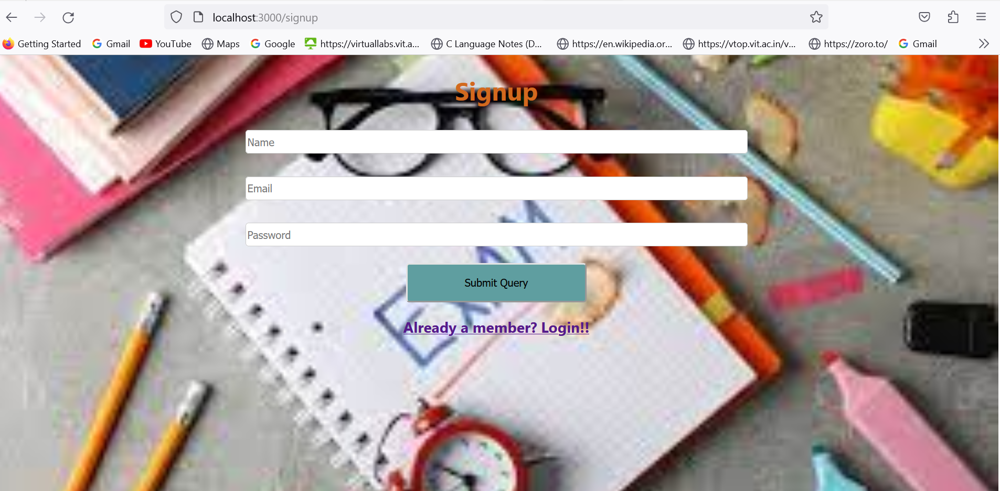 localhost:3000/signup
Getting Started Gmail YouTube Maps Google https://virtuallabs.vit.a... C Language Notes (D... https://en.wikipedia.or... https://vtop.vit.ac.in/v... https://zoro.to/ Gmail
Signup
Name
Email
Password
EXAM
Submit Query
Already a member? Login!!